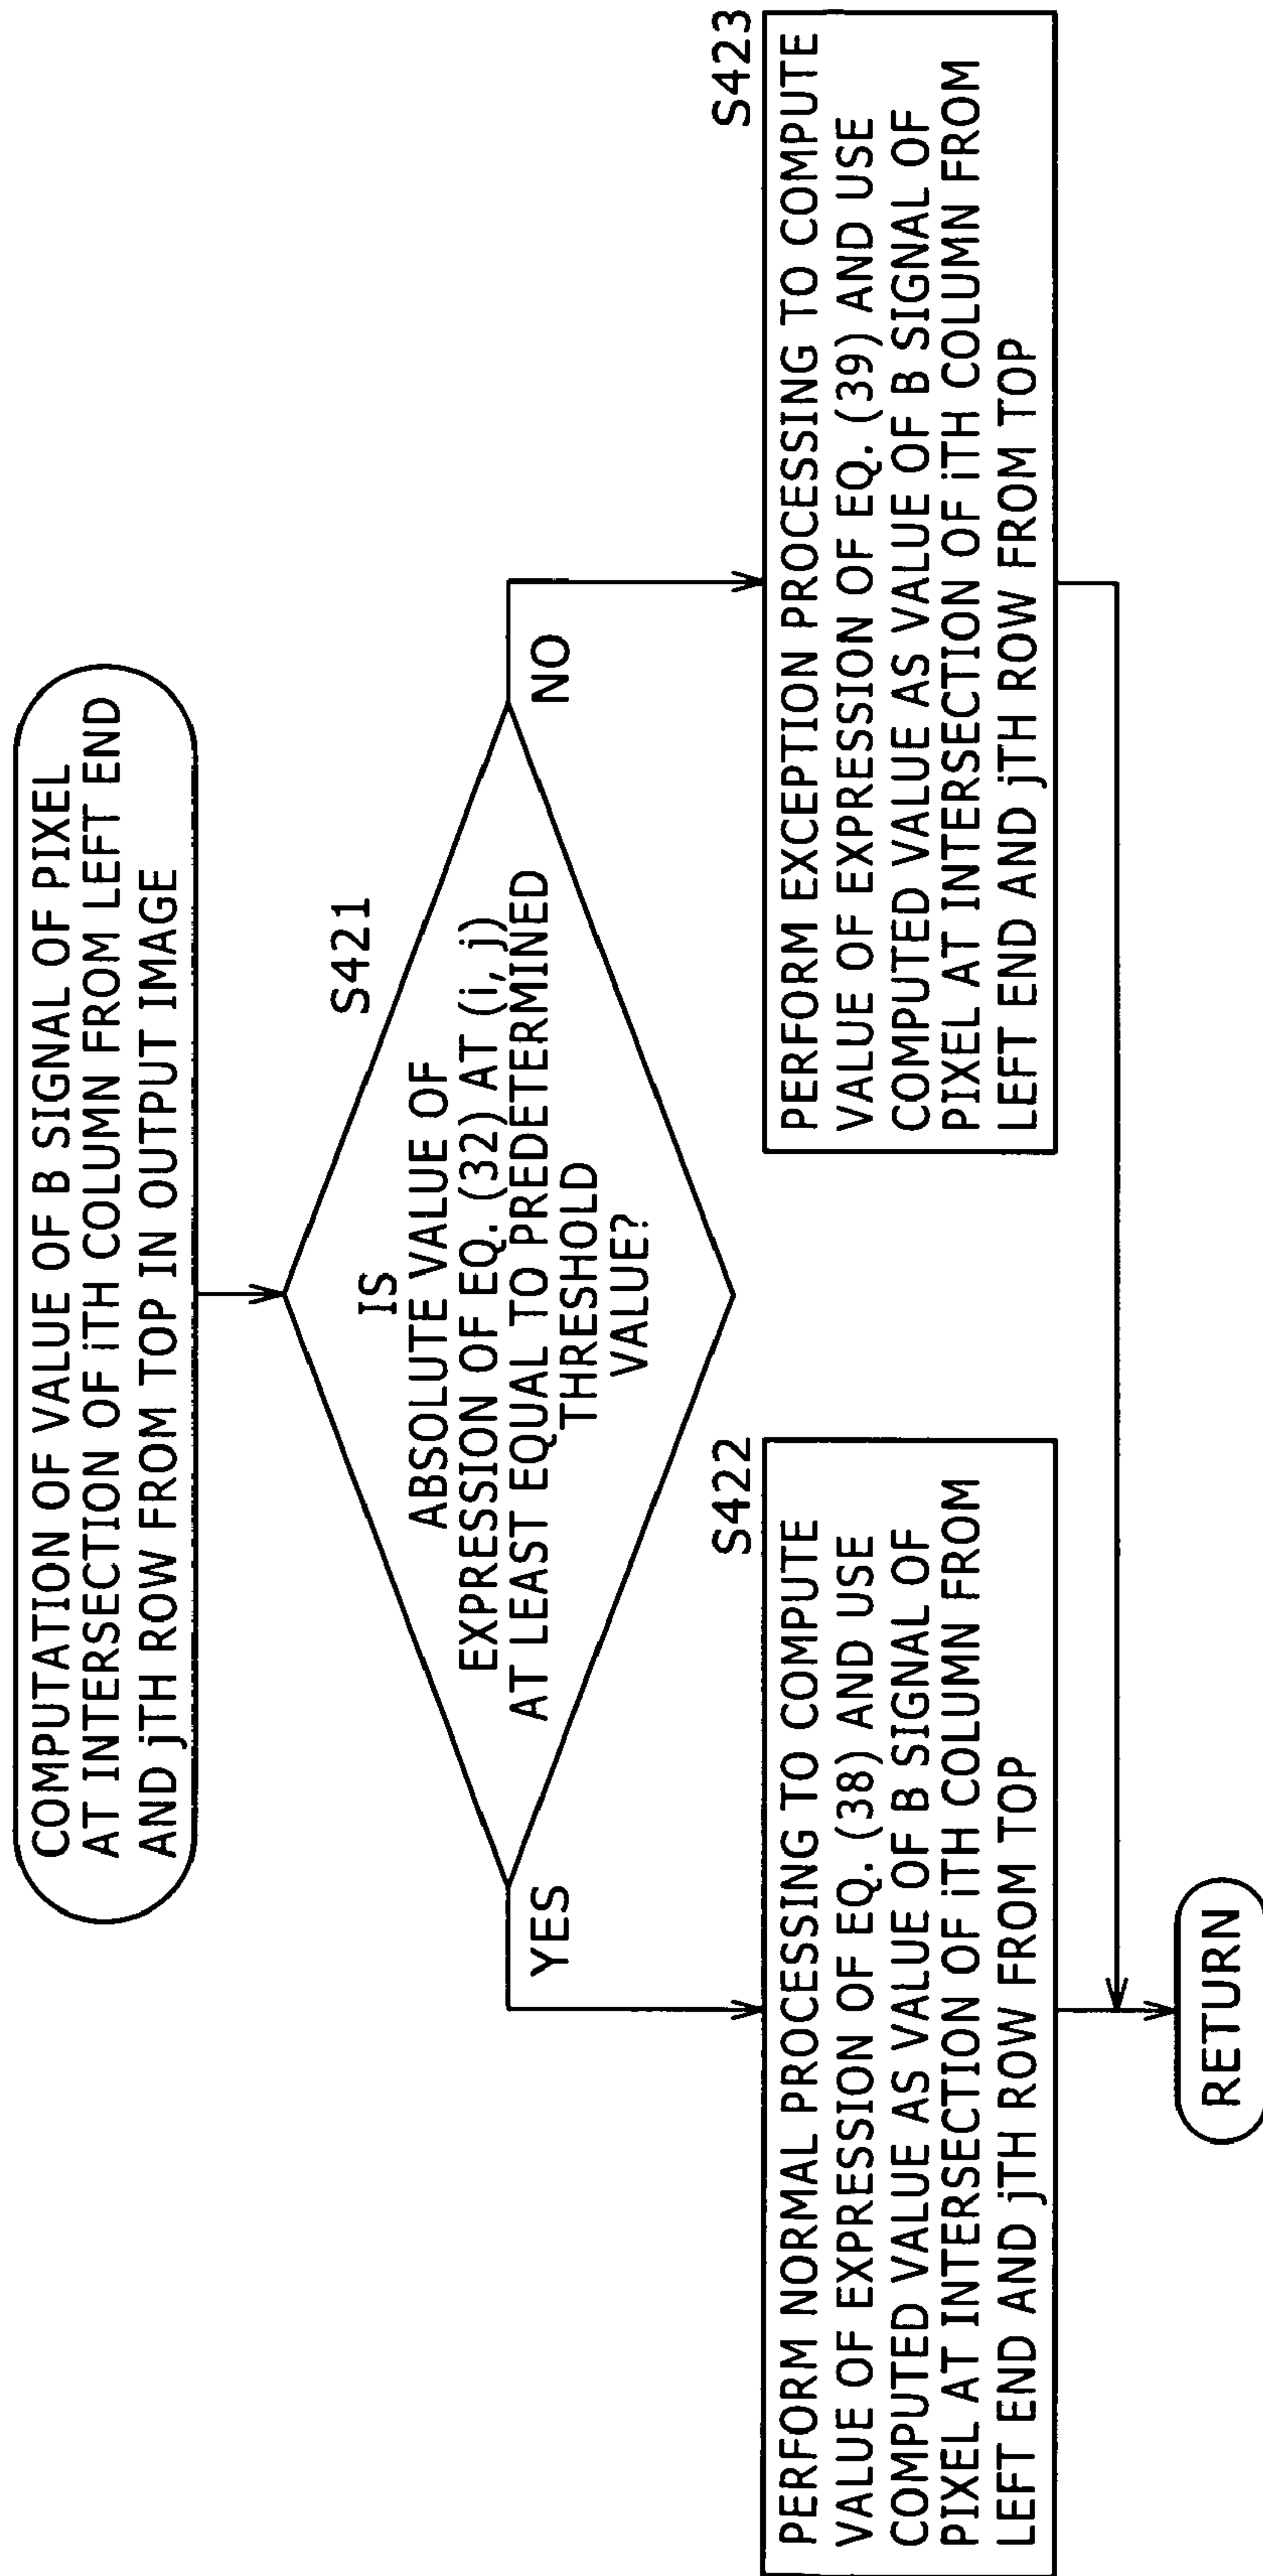 COMPUTATION OF VALUE OF B SIGNAL OF PIXEL
AT INTERSECTION OF iTH COLUMN FROM LEFT END
AND jTH ROW FROM TOP IN OUTPUT IMAGE
S421
IS
ABSOLUTE VALUE OF
EXPRESSION OF EQ. (32) AT (i, j)
AT LEAST EQUAL TO PREDETERMINED
THRESHOLD
VALUE?
YES
NO
S422
PERFORM NORMAL PROCESSING TO COMPUTE
VALUE OF EXPRESSION OF EQ. (38) AND USE
COMPUTED VALUE AS VALUE OF B SIGNAL OF
PIXEL AT INTERSECTION OF iTH COLUMN FROM
LEFT END AND jTH ROW FROM TOP
S423
PERFORM EXCEPTION PROCESSING TO COMPUTE
VALUE OF EXPRESSION OF EQ. (39) AND USE
COMPUTED VALUE AS VALUE OF B SIGNAL OF
PIXEL AT INTERSECTION OF iTH COLUMN FROM
LEFT END AND jTH ROW FROM TOP
RETURN